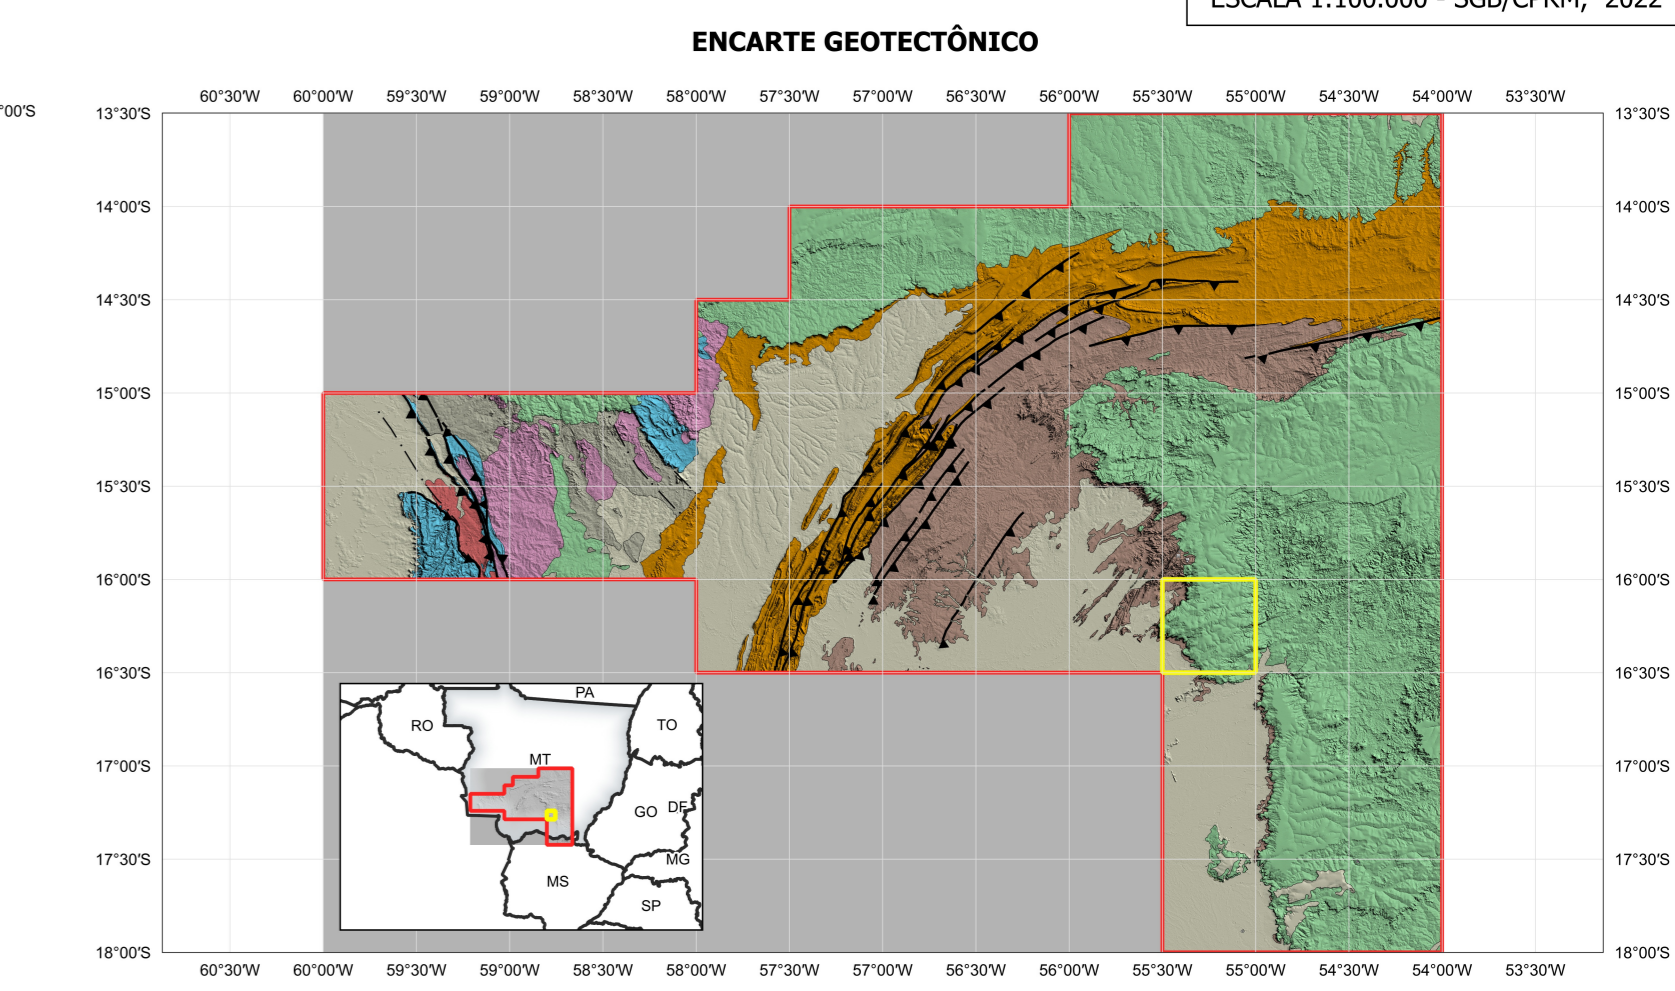 ESCALA 1:100.000 - SGB/CPRM, 2022
ENCARTE GEOTECTÔNICO
60°30'W 60°00'W 59°30'W 59°00'W 58°30'W 58°00'W 57°30'W 57°00'W 56°30'W 56°00'W 55°30'W 55°00'W 54°30'W 54°00'W 53°30'W
°00'S 13°30'S 13°30'S
14°00'S 14°00'S
14°30'S 14°30'S
15°00'S 15°00'S
15°30'S 15°30'S
16°00'S 16°00'S
16°30'S 16°30'S
PA
RO TO
MT
17°00'S 17°00'S
GO DF
17°30'S 17°30'S
MG
MS
SP
18°00'S 18°00'S
60°30'W 60°00'W 59°30'W 59°00'W 58°30'W 58°00'W 57°30'W 57°00'W 56°30'W 56°00'W 55°30'W 55°00'W 54°30'W 54°00'W 53°30'W